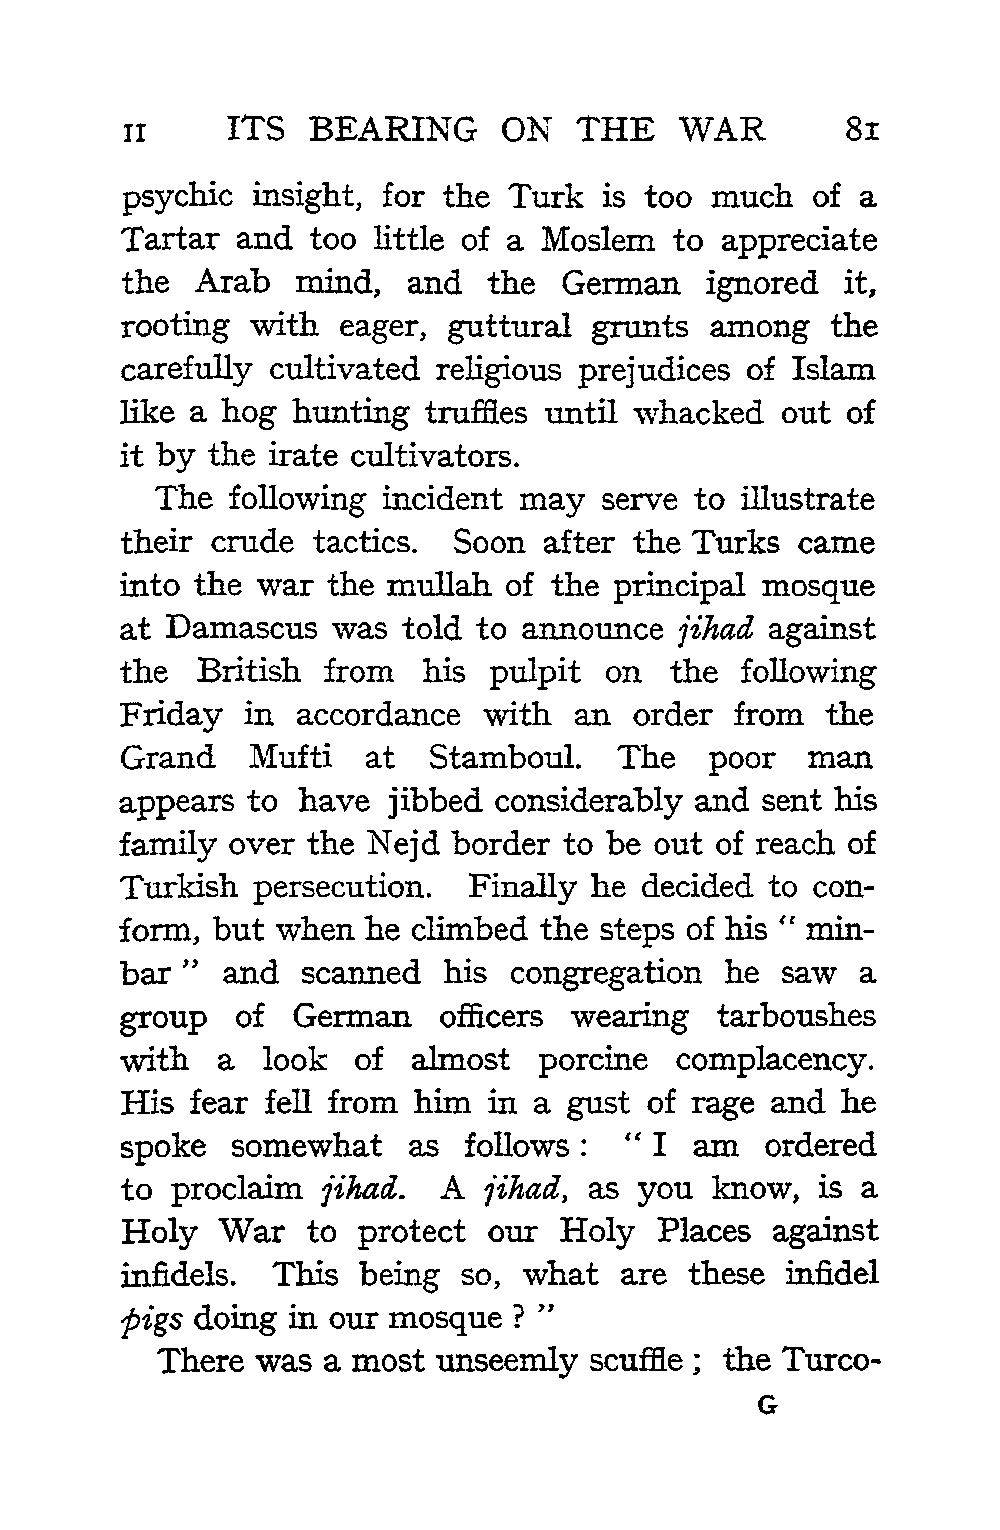 II ITS BEARING ON THE WAR 81
psychic insight, for the Turk is too much of a
Tartar and too little of a Moslem to appreciate
the Arab mind, and the German ignored it,
rooting with eager, guttural grunts among the
carefully cultivated religious prejudices of Islam
like a hog hunting truffles until whacked out of
it by the irate cultivators.
The following incident may serve to illustrate
their crude tactics. Soon after the Turks came
into the war the mullah of the principal mosque
at Damascus was told to announce jihad against
the British from his pulpit on the following
Friday in accordance with an order from the
Grand Mufti at Stamboul. The poor man
appears to have jibbed considerably and sent his
family over the Nejd border to be out of reach of
Turkish persecution. Finally he decided to con-
form, but when he climbed the steps of his “ min-
bar ” and scanned his congregation he saw a
group of German officers wearing tarboushes
with a look of almost porcine complacency.
His fear fell from him in a gust of rage and he
spoke somewhat as follows : “ I am ordered
to proclaim jihad. A jihad, as you know, is a
Holy War to protect our Holy Places against
infidels. This being so, what are these infidel
pigs doing in our mosque ? ”
There was a most unseemly scuffle ; the Turco-
G